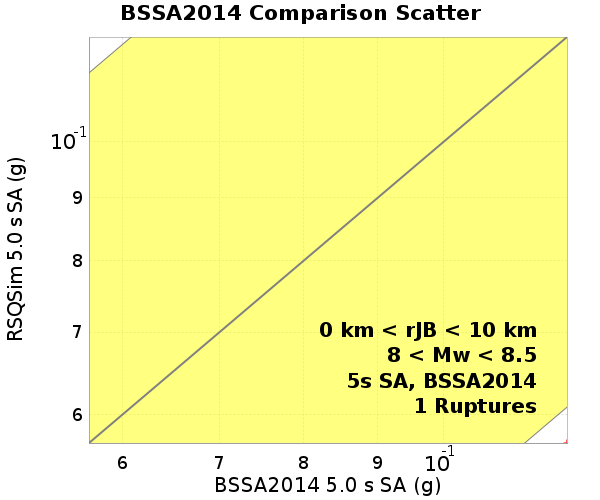 BSSA2014 Comparison Scatter
RSQSim 5.0 s SA (g)
10-1
9
8
7
6
0 km < rJB < 10 km
8 < Mw < 8.5
5s SA, BSSA2014
1 Ruptures
6 7 8 9 10-1
BSSA2014 5.0 s SA (g)